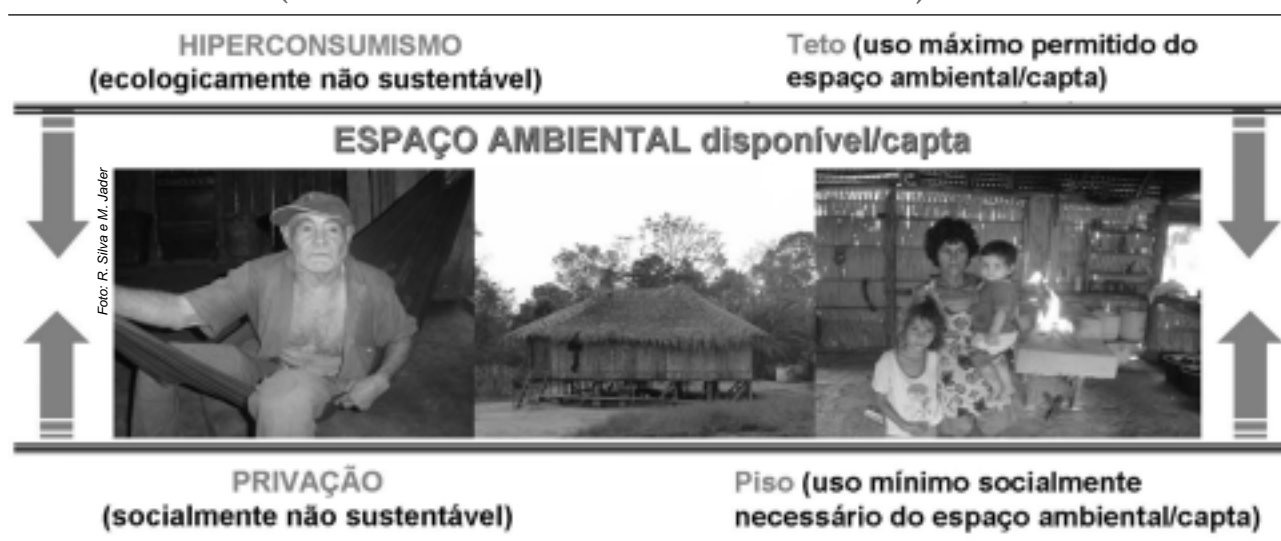 HIPERCONSUMISMO
(ecologicamente não sustentável)
Teto (uso máximo permitido do
espaço ambiental/capta)
ESPAÇO AMBIENTAL disponível/capta
Foto: R. Silva e M. Jader
PRIVAÇÃO
(socialmente não sustentável)
Piso (uso mínimo socialmente
necessário do espaço ambiental/capta)